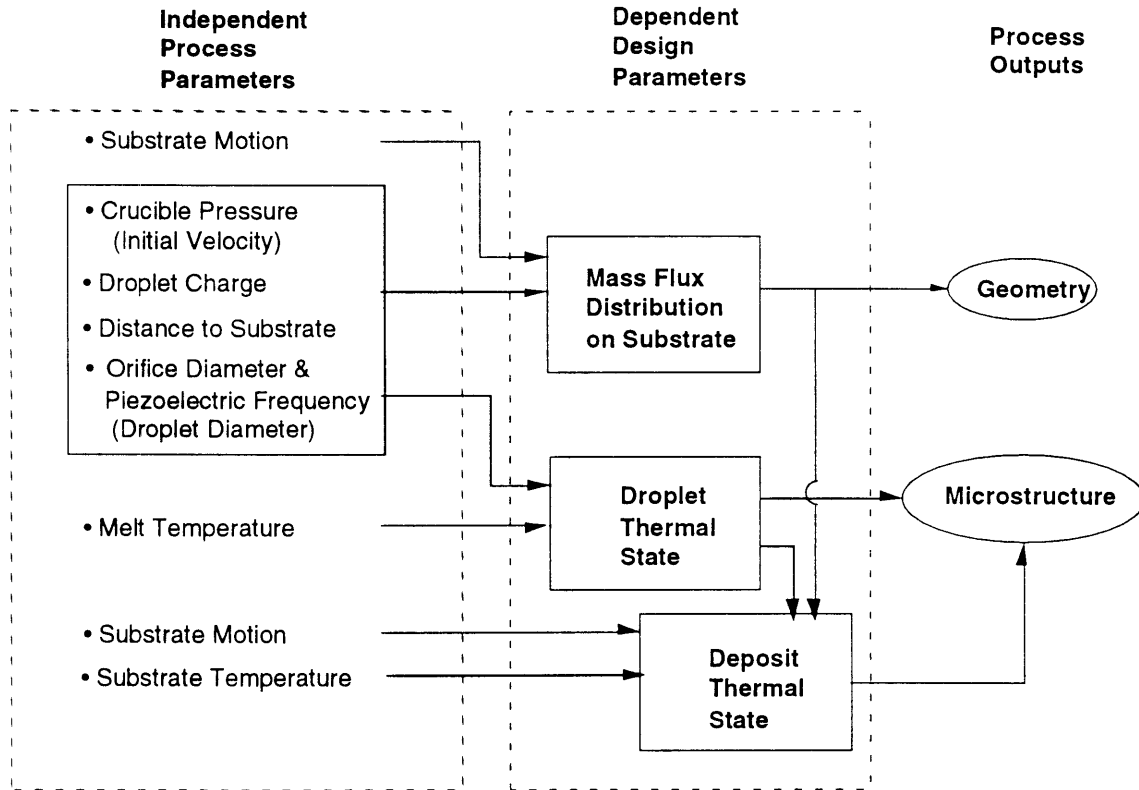 Independent
Process
Parameters
Dependent
Design
Parameters
Process
Outputs
• Substrate Motion
• Crucible Pressure
(Initial Velocity)
• Droplet Charge
• Distance to Substrate
• Orifice Diameter &
Piezoelectric Frequency
(Droplet Diameter)
• Melt Temperature
• Substrate Motion
• Substrate Temperature
Mass Flux
Distribution
on Substrate
Droplet
Thermal
State
Deposit
Thermal
State
Geometry
Microstructure